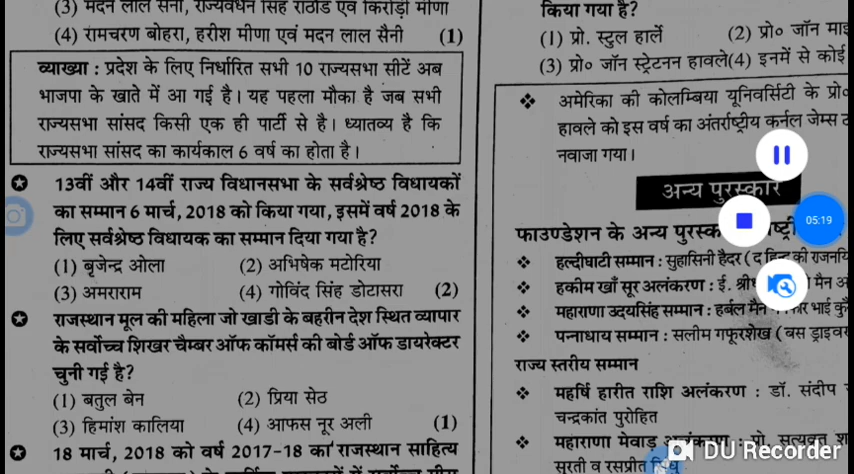 (3) मदन लाल सैनी, राज्यवर्धन सिंह राठौड़ एवं किरोड़ी मीणा
(4) रामचरण बोहरा, हरीश मीणा एवं मदन लाल सैनी (1)
व्याख्या : प्रदेश के लिए निर्धारित सभी 10 राज्यसभा सीटें अब
भाजपा के खाते में आ गई है। यह पहला मौका है जब सभी
राज्यसभा सांसद किसी एक ही पार्टी से है। ध्यातव्य है कि
राज्यसभा सांसद का कार्यकाल 6 वर्ष का होता है।
13वीं और 14वीं राज्य विधानसभा के सर्वश्रेष्ठ विधायकों
का सम्मान 6 मार्च, 2018 को किया गया, इसमें वर्ष 2018 के
लिए सर्वश्रेष्ठ विधायक का सम्मान दिया गया है?
(1) बृजेन्द्र ओला (2) अभिषेक मटोरिया
(3) अमराराम (4) गोविंद सिंह डोटासरा (2)
राजस्थान मूल की महिला जो खाडी के बहरीन देश स्थित व्यापार
के सर्वोच्च शिखर चैम्बर ऑफ कॉमर्स की बोर्ड ऑफ डायरेक्टर
चुनी गई है?
(1) बतुल बेन (2) प्रिया सेठ
(3) हिमांश कालिया (4) आफस नूर अली (1)
18 मार्च, 2018 को वर्ष 2017-18 का राजस्थान साहित्य
किया गया है?
(1) प्रो. स्टुल हार्ले (2) प्रो० जॉन
(3) प्रो० जॉन स्ट्रेटनन हावले(4) इनमें से कोई
अमेरिका की कोलम्बिया यूनिवर्सिटी के प्रो०
हावले को इस वर्ष का अंतर्राष्ट्रीय कर्नल जेम्स
नवाजा गया।
अन्य पुरस्कार
फाउण्डेशन के अन्य
हल्दीघाटी सम्मान : सुहासिनी हैदर (द हिन्द की
हकीम खाँ सूर अलंकरण : ई.
महाराणा उदयसिंह सम्मान : हर्बल मैन
पन्नाधाय सम्मान : सलीम गफूरशेख (बस ड्राइवर
राज्य स्तरीय सम्मान
महर्षि हारीत राशि अलंकरण : डॉ. संदीप
चन्द्रकांत पुरोहित
महाराणा मेवाड़ : प्रो. सत्यव्रत
सुरती व रसप्रीत
05:19
DU Recorder